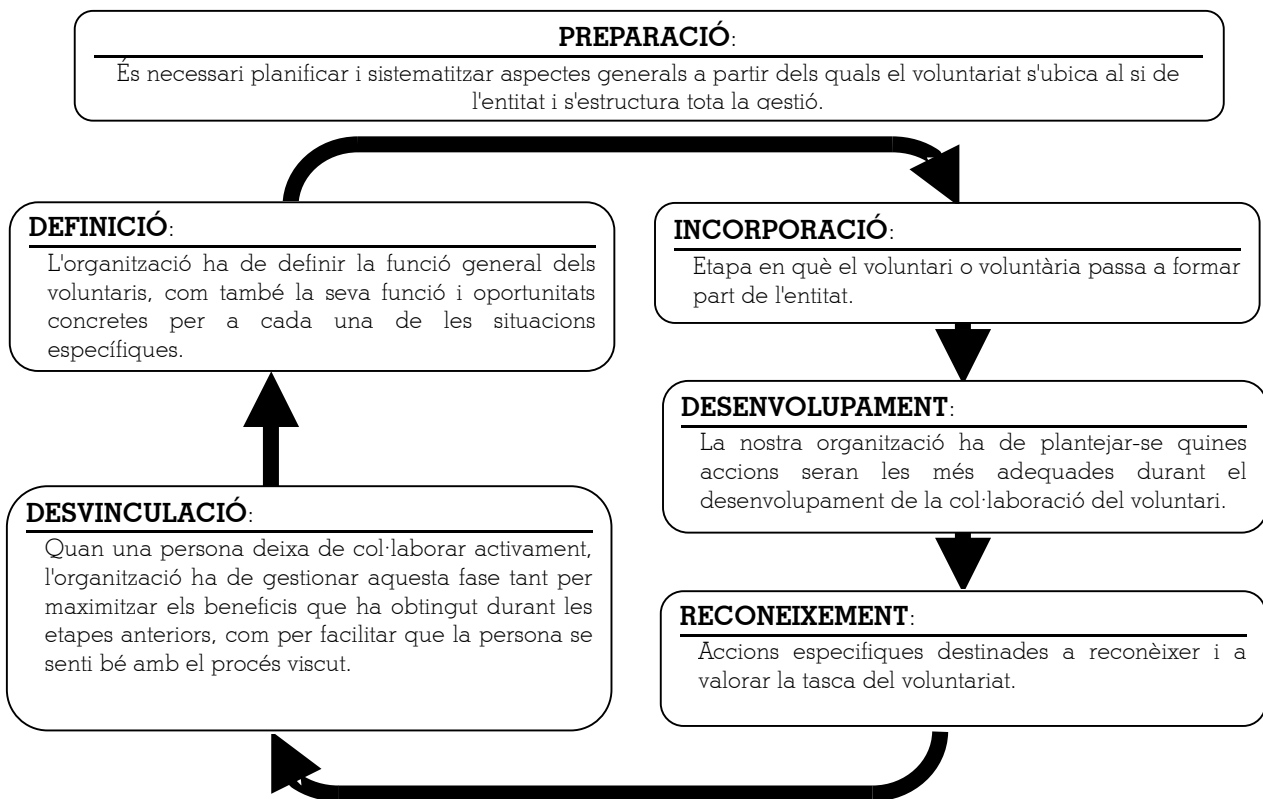 PREPARACIÓ:
És necessari planificar i sistematitzar aspectes generals a partir dels quals el voluntariat s'ubica al si de
l'entitat i s'estructura tota la gestió.
DEFINICIÓ:
L'organització ha de definir la funció general dels
voluntaris, com també la seva funció i oportunitats
concretes per a cada una de les situacions
específiques.
INCORPORACIÓ:
Etapa en què el voluntari o voluntària passa a formar
part de l'entitat.
DESENVOLUPAMENT:
La nostra organització ha de plantejar-se quines
accions seran les més adequades durant el
desenvolupament de la col·laboració del voluntari.
DESVINCULACIÓ:
Quan una persona deixa de col·laborar activament,
l'organització ha de gestionar aquesta fase tant per
maximitzar els beneficis que ha obtingut durant les
etapes anteriors, com per facilitar que la persona se
senti bé amb el procés viscut.
RECONEIXEMENT:
Accions especifiques destinades a reconèixer i a
valorar la tasca del voluntariat.